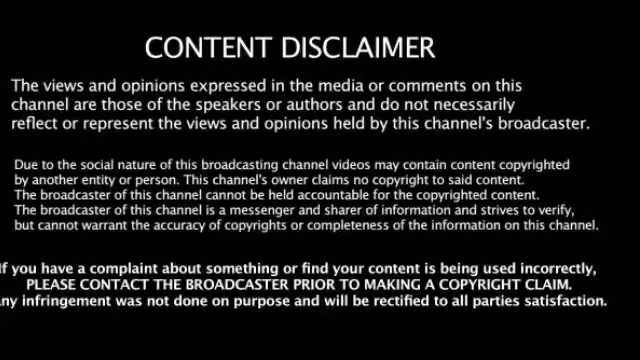 CONTENT DISCLAIMER
The views and opinions expressed in the media or comments on this
channel are those of the speakers or authors and do not necessarily
reflect or represent the views and opinions held by this channel's broadcaster.
Due to the social nature of this broadcasting channel videos may contain content copyrighted
by another entity or person. This channel's owner claims no copyright to said content.
The broadcaster of this channel cannot be held accountable for the copyrighted content.
The broadcaster of this channel is a messenger and sharer of information and strives to verify,
but cannot warrant the accuracy of copyrights or completeness of the information on this channel.
If you have a complaint about something or find your content is being used incorrectly,
PLEASE CONTACT THE BROADCASTER PRIOR TO MAKING A COPYRIGHT CLAIM.
ny infringement was not done on purpose and will be rectified to all parties satisfaction.